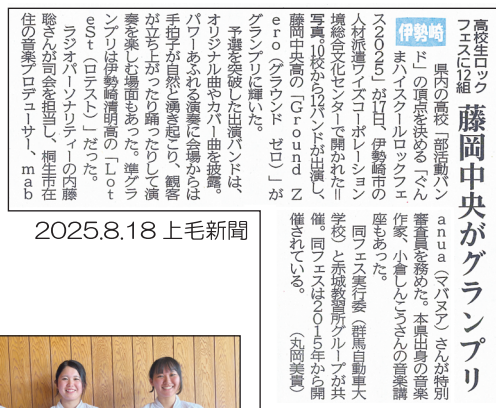 高校生ロック
フェスに12組
藤岡中央がグランプリ
伊勢崎
県内の高校「部活動バン
ド」の頂点を決める「ぐん
まハイスクールロックフェ
ス2025」が17日、伊勢崎市の
人材派遣ワイズコーポレーション
境総合文化センターで開かれた＝
写真。10校から12バンドが出演し、
藤岡中央高の「Ground Z
ero（グラウンド ゼロ）」が
グランプリに輝いた。
予選を突破した出演バンドは、
オリジナル曲やカバー曲を披露。
パワーあふれる演奏に会場からは
手拍子が自然と湧き起こり、観客
が立ち上がったり踊ったりして演
奏を楽しむ場面もあった。準グラ
ンプリは伊勢崎清明高の「Lot
eSt（ロテスト）」だった。
ラジオパーソナリティーの内藤
聡さんが司会を担当し、桐生市在
住の音楽プロデューサー、mab
anua（マバヌア）さんが特別
審査員を務めた。本県出身の音楽
作家、小倉しんこうさんの音楽講
座もあった。
同フェス実行委（群馬自動車大
学校）と赤城教習所グループが共
催。同フェスは2015年から開
催されている。
（丸岡美貴）
2025.8.18 上毛新聞